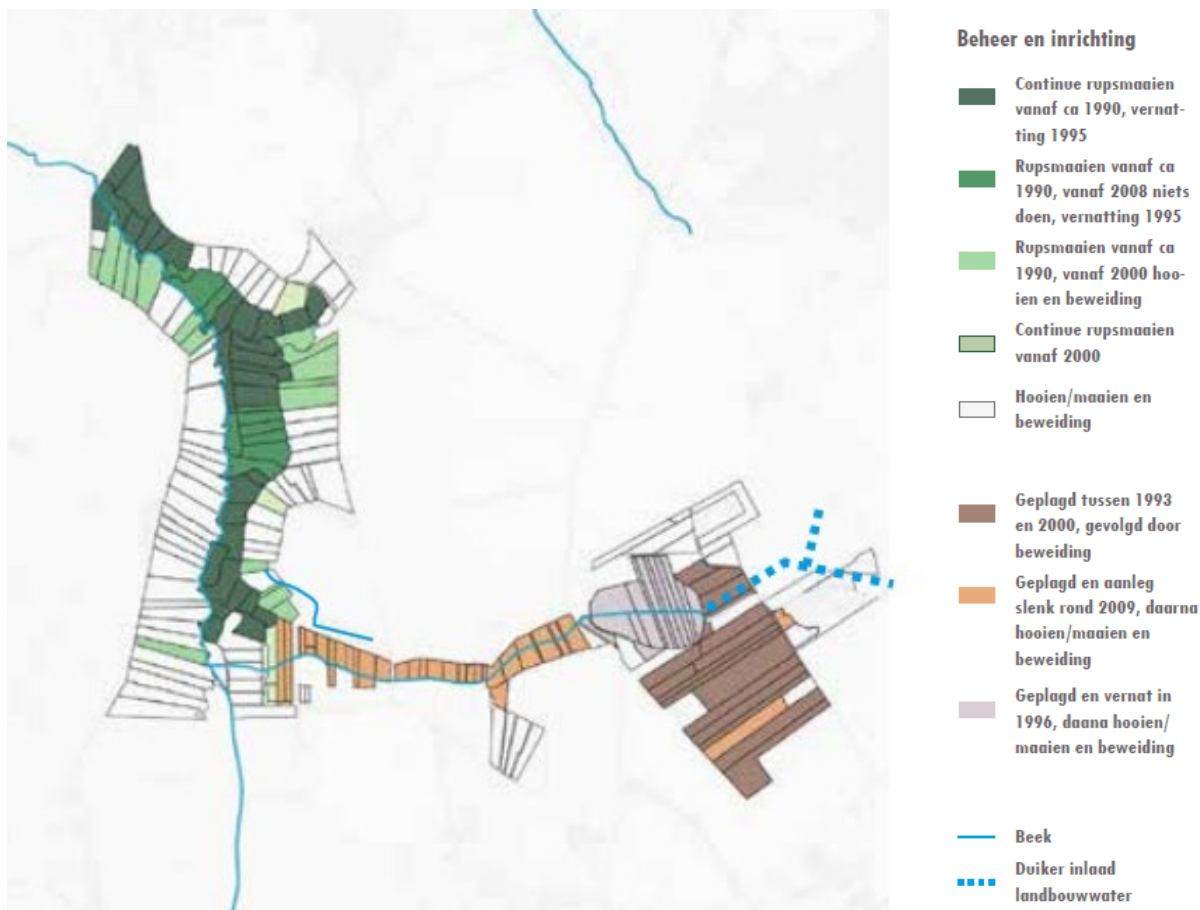 Beheer en inrichting
Continue rupsmaaien
vanaf ca 1990, vernat-
ting 1995
Rupsmaaien vanaf ca
1990, vanaf 2008 niets
doen, vernatting 1995
Rupsmaaien vanaf ca
1990, vanaf 2000 hoo-
ien en beweiding
Continue rupsmaaien
vanaf 2000
Hooien/maaien en
beweiding
Geplagd tussen 1993
en 2000, gevolgd door
beweiding
Geplagd en aanleg
slenk rond 2009, daarna
hooien/maaien en
beweiding
Geplagd en vernat in
1996, daana hooien/
maaien en beweiding
Beek
Duiker inlaad
landbouwwater